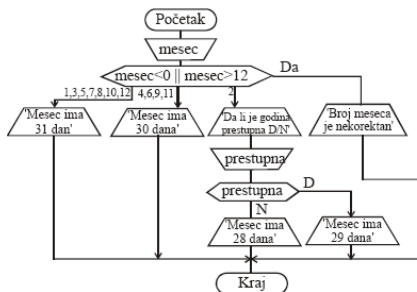 Početak
mesec
mesec<0 || mesec>12
Da
1,3,5,7,8,10,12
4,6,9,11
2
'Mesec ima
31 dan'
'Mesec ima
30 dana'
'Da li je godina
prestupna D/N'
'Broj meseca
je nekorektan'
prestupna
prestupna
D
N
'Mesec ima
28 dana'
'Mesec ima
29 dana'
Kraj